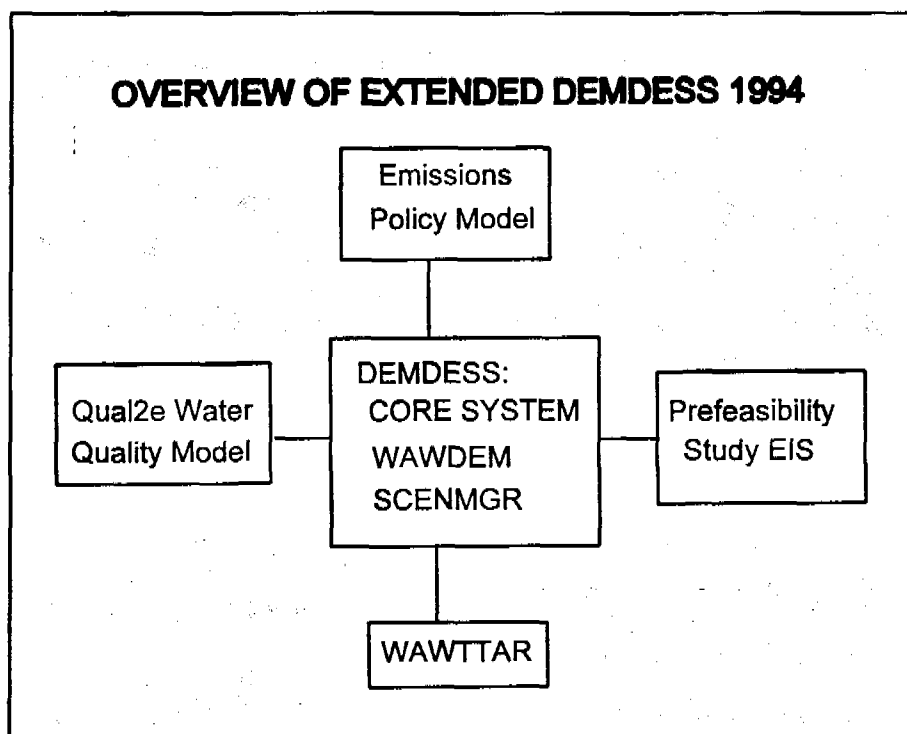 OVERVIEW OF EXTENDED DEMDESS 1994
Emissions
Policy Model
Qual2e Water
Quality Model
DEMDESS:
CORE SYSTEM
WAWDEM
SCENMGR
Prefeasibility
Study EIS
WAWTTAR